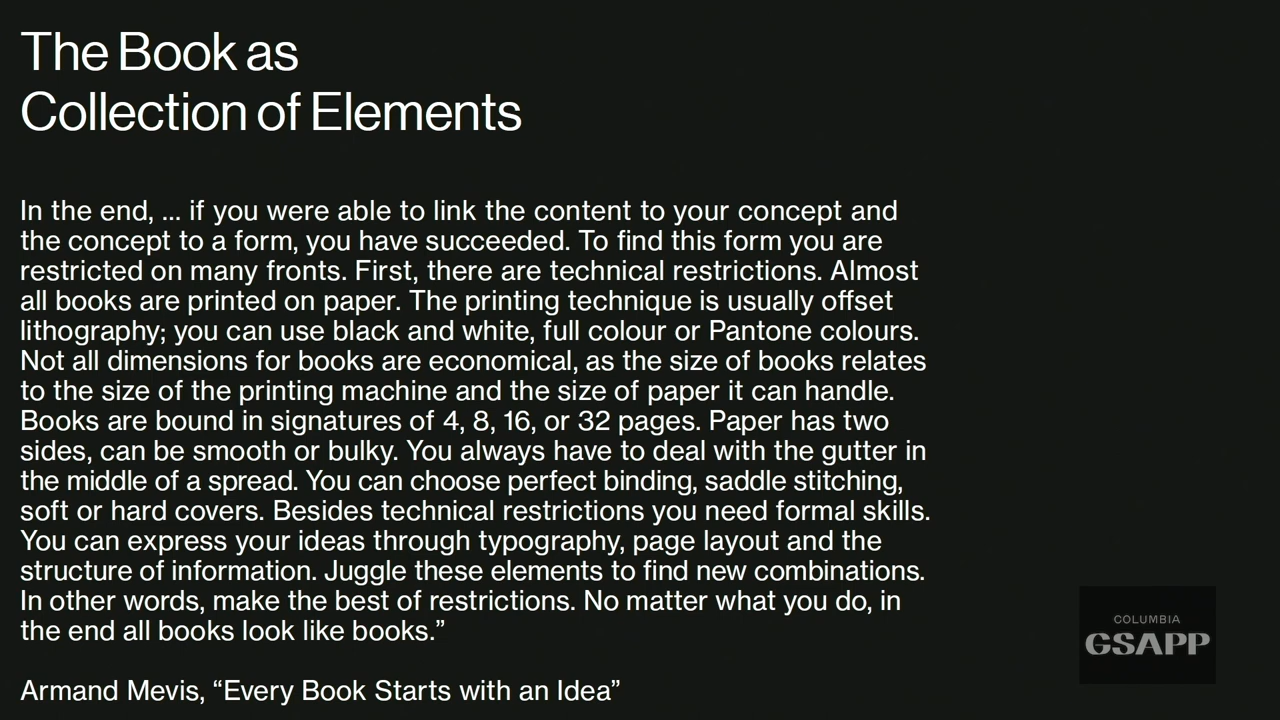 The Book as
Collection of Elements
In the end, ... if you were able to link the content to your concept and
the concept to a form, you have succeeded. To find this form you are
restricted on many fronts. First, there are technical restrictions. Almost
all books are printed on paper. The printing technique is usually offset
lithography; you can use black and white, full colour or Pantone colours.
Not all dimensions for books are economical, as the size of books relates
to the size of the printing machine and the size of paper it can handle.
Books are bound in signatures of 4, 8, 16, or 32 pages. Paper has two
sides, can be smooth or bulky. You always have to deal with the gutter in
the middle of a spread. You can choose perfect binding, saddle stitching,
soft or hard covers. Besides technical restrictions you need formal skills.
You can express your ideas through typography, page layout and the
structure of information. Juggle these elements to find new combinations.
In other words, make the best of restrictions. No matter what you do, in
the end all books look like books.”
Armand Mevis, “Every Book Starts with an Idea”
COLUMBIA
GSAPP